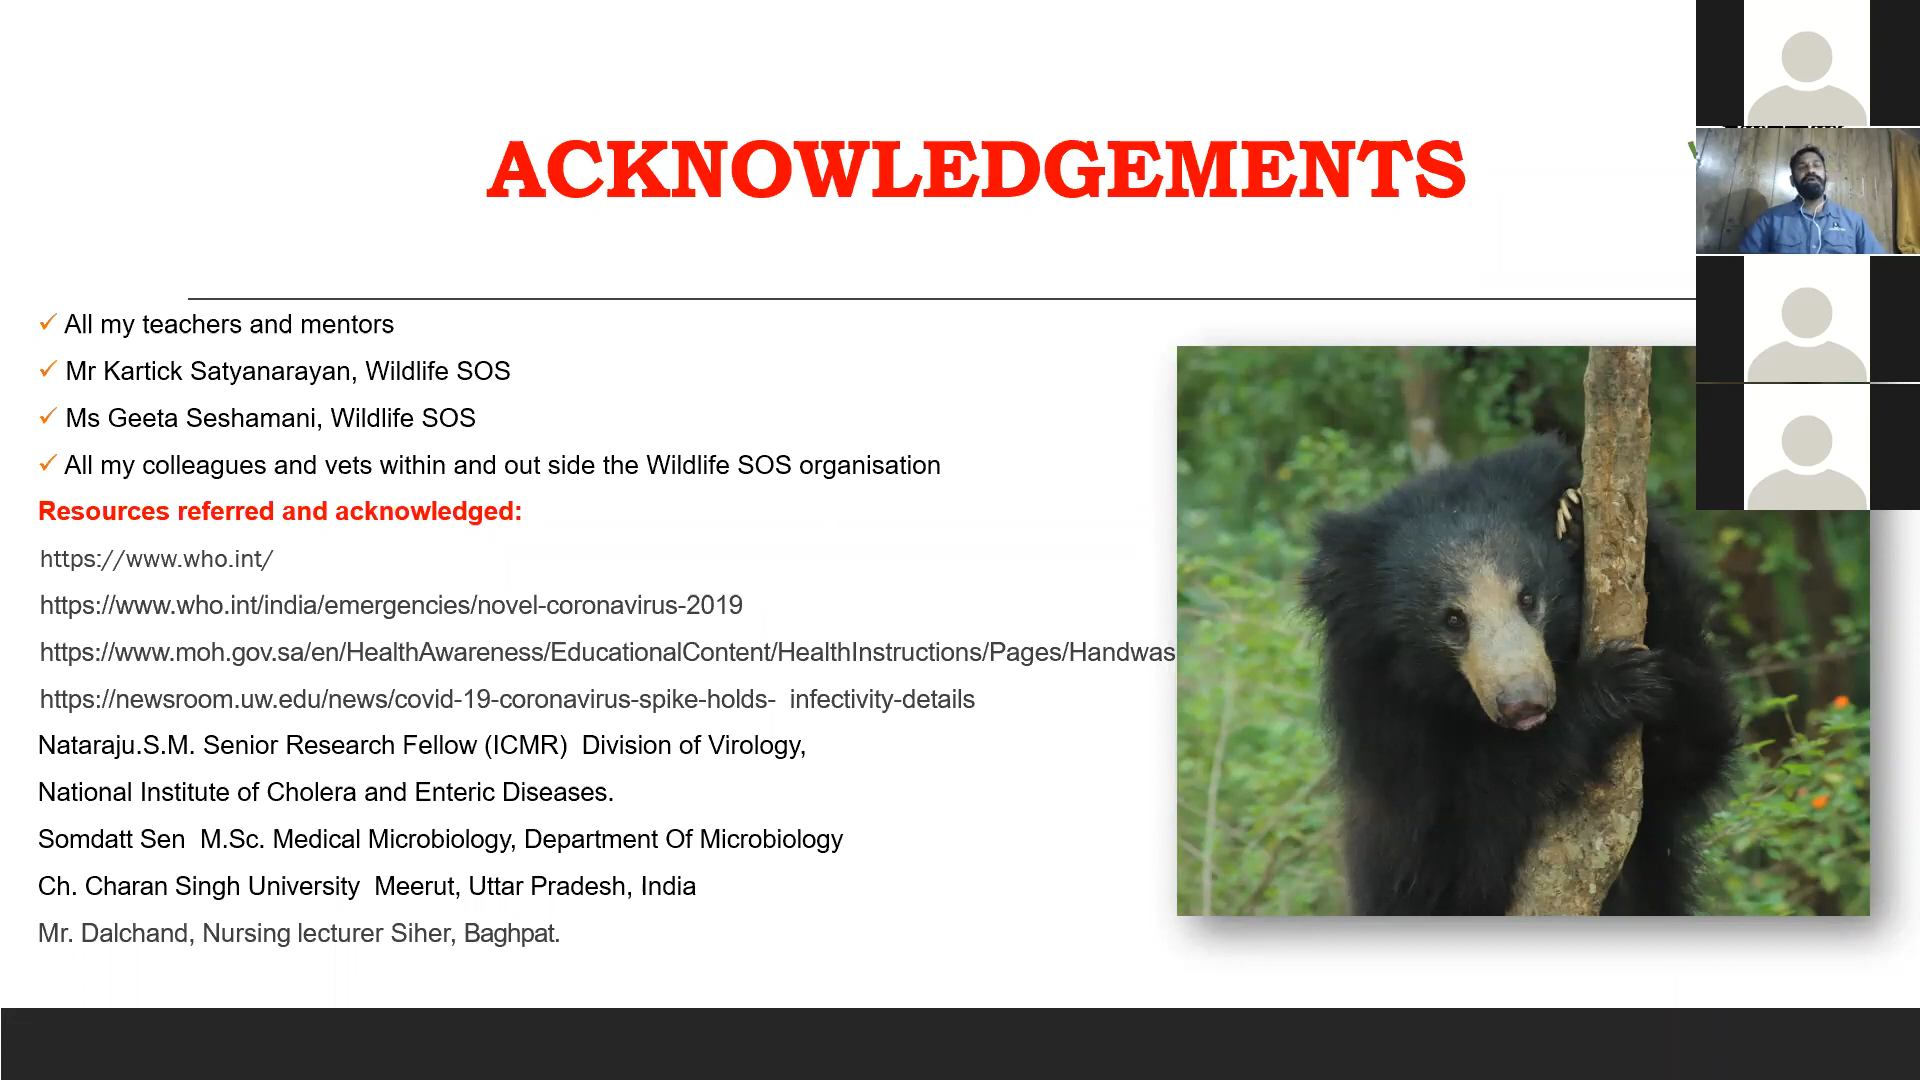 ACKNOWLEDGEMENTS
All my teachers and mentors
Mr Kartick Satyanarayan, Wildlife SOS
Ms Geeta Seshamani, Wildlife SOS
All my colleagues and vets within and out side the Wildlife SOS organisation
Resources referred and acknowledged:
https://www.who.int/
https://www.who.int/india/emergencies/novel-coronavirus-2019
https://www.moh.gov.sa/en/HealthAwareness/EducationalContent/HealthInstructions/Pages/Handwas
https://newsroom.uw.edu/news/covid-19-coronavirus-spike-holds- infectivity-details
Nataraju.S.M. Senior Research Fellow (ICMR) Division of Virology,
National Institute of Cholera and Enteric Diseases.
Somdatt Sen M.Sc. Medical Microbiology, Department Of Microbiology
Ch. Charan Singh University Meerut, Uttar Pradesh, India
Mr. Dalchand, Nursing lecturer Siher, Baghpat.